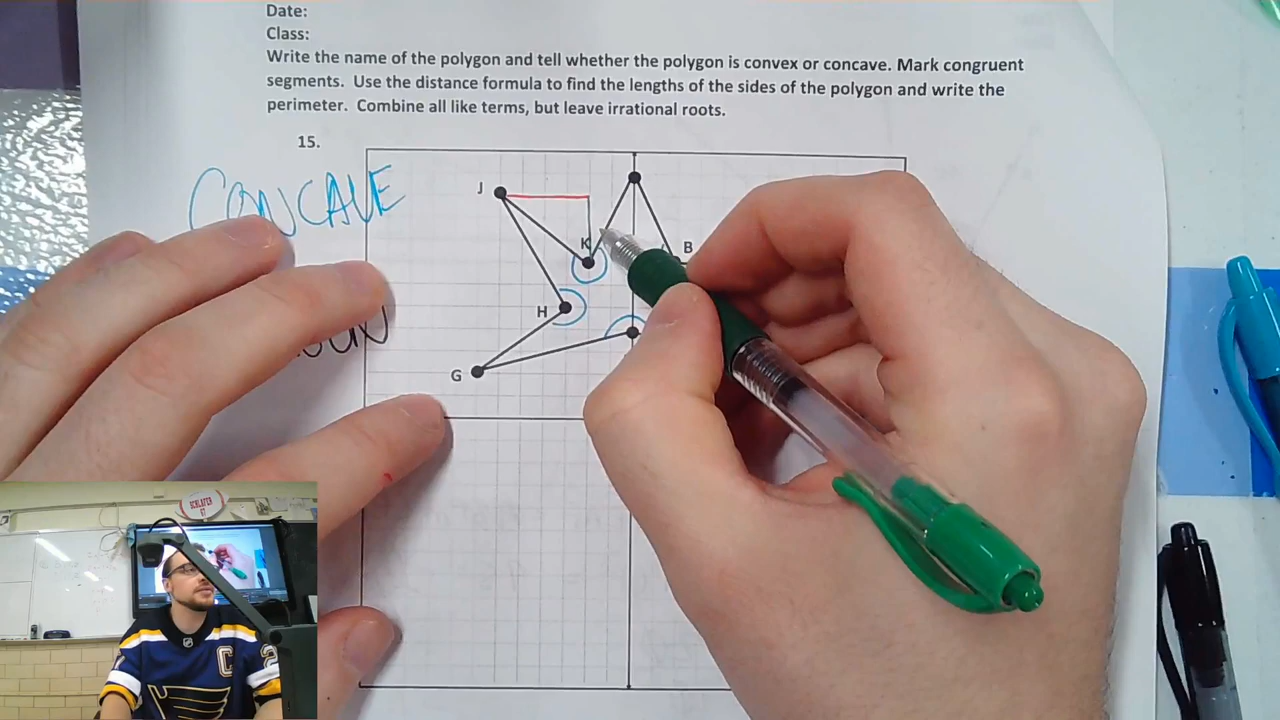 Date:
Class:
Write the name of the polygon and tell whether the polygon is convex or concave. Mark congruent
segments. Use the distance formula to find the lengths of the sides of the polygon and write the
perimeter. Combine all like terms, but leave irrational roots.
15.
CONCAVE
J
K
B
H
G
C